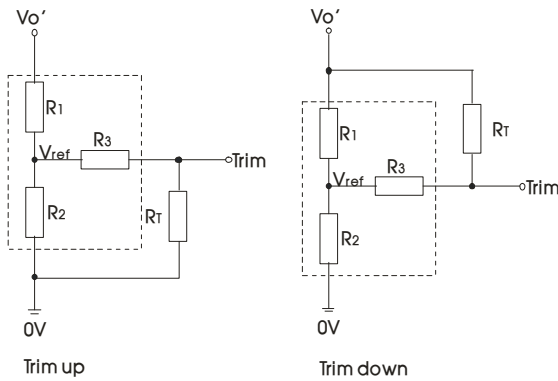 Vo'
R1
Vref
R3
Trim
R2
RT
0V
Trim up
Vo'
R1
RT
Vref
R3
Trim
R2
0V
Trim down